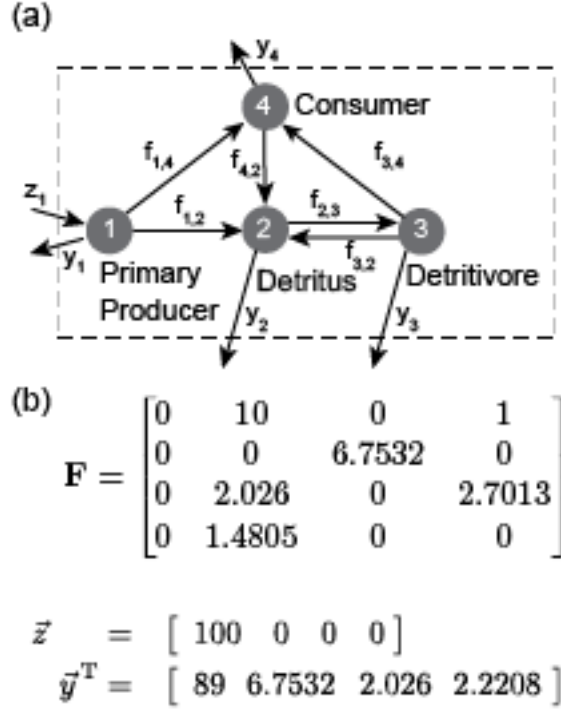 (a)
y₄
4 Consumer
f₁,₄
f₄,₂
f₃,₄
z₁
f₁,₂
f₂,₃
1
2
3
y₁
f₃,₂
Primary
Producer
Detritus
Detritivore
y₂
y₃
(b)
0 10 0 1
0 0 6.7532 0
F =
0 2.026 0 2.7013
0 1.4805 0 0
z⃗ = [ 100 0 0 0 ]
y⃗ᵀ = [ 89 6.7532 2.026 2.2208 ]